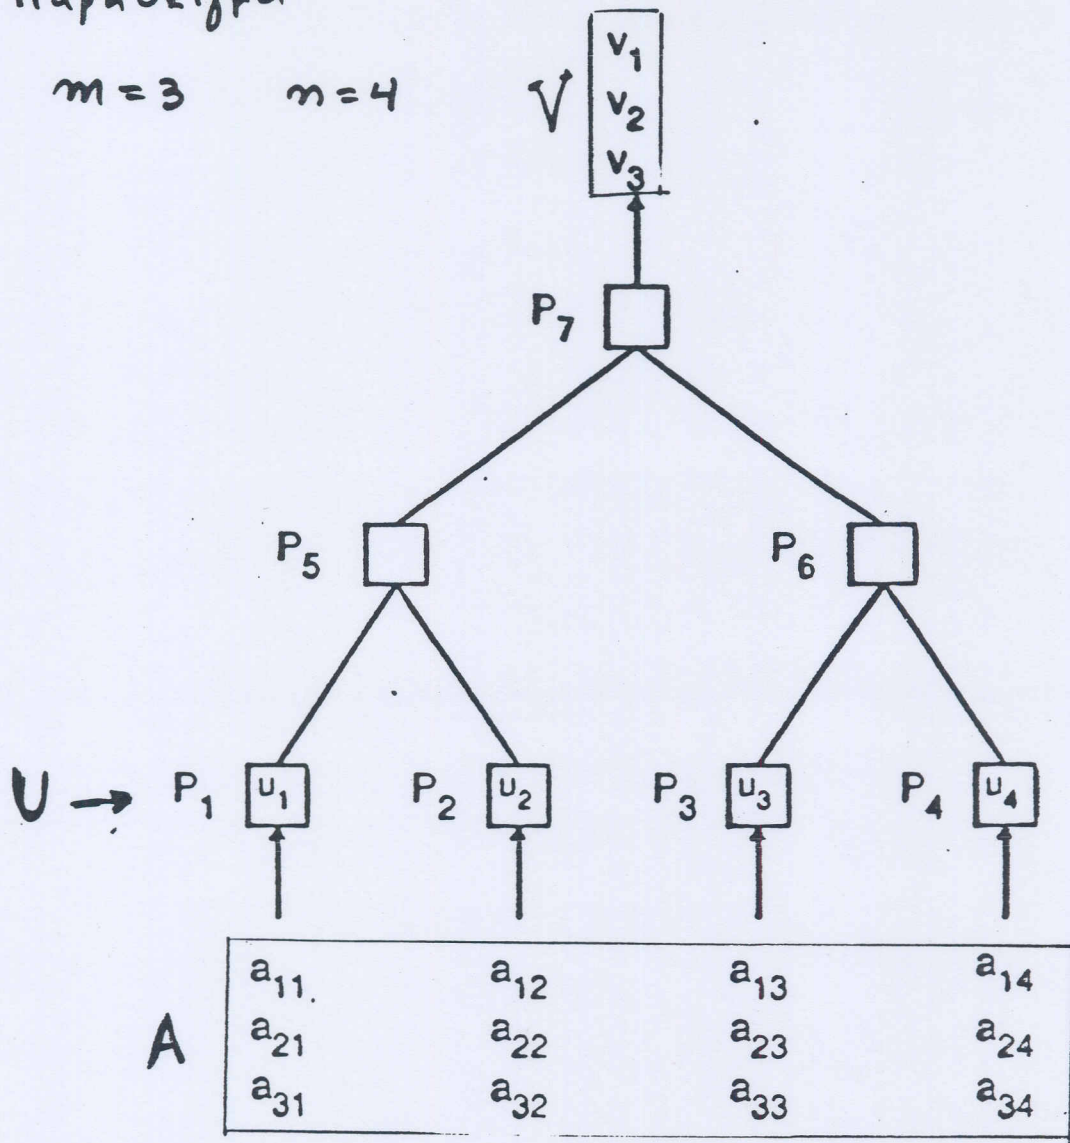 m = 3 n = 4
V
v₁
v₂
v₃
P₇
P₅ P₆
U → P₁ u₁ P₂ u₂ P₃ u₃ P₄ u₄
A
a₁₁ a₁₂ a₁₃ a₁₄
a₂₁ a₂₂ a₂₃ a₂₄
a₃₁ a₃₂ a₃₃ a₃₄